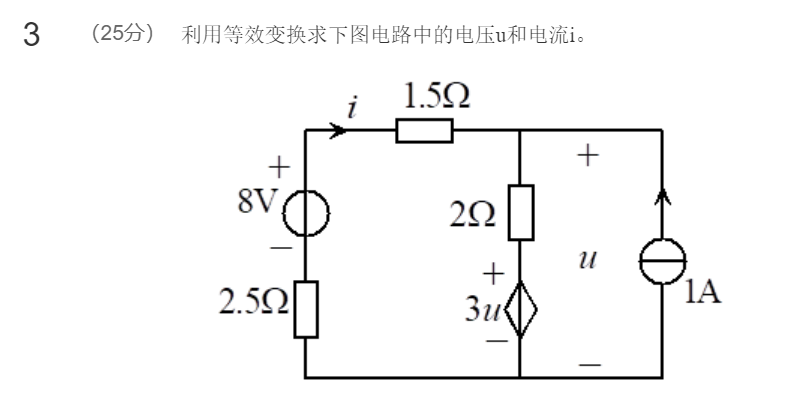 3 （25分） 利用等效变换求下图电路中的电压u和电流i。
i 1.5Ω
+ +
8V 2Ω
−
+ u
2.5Ω 3u 1A
− −